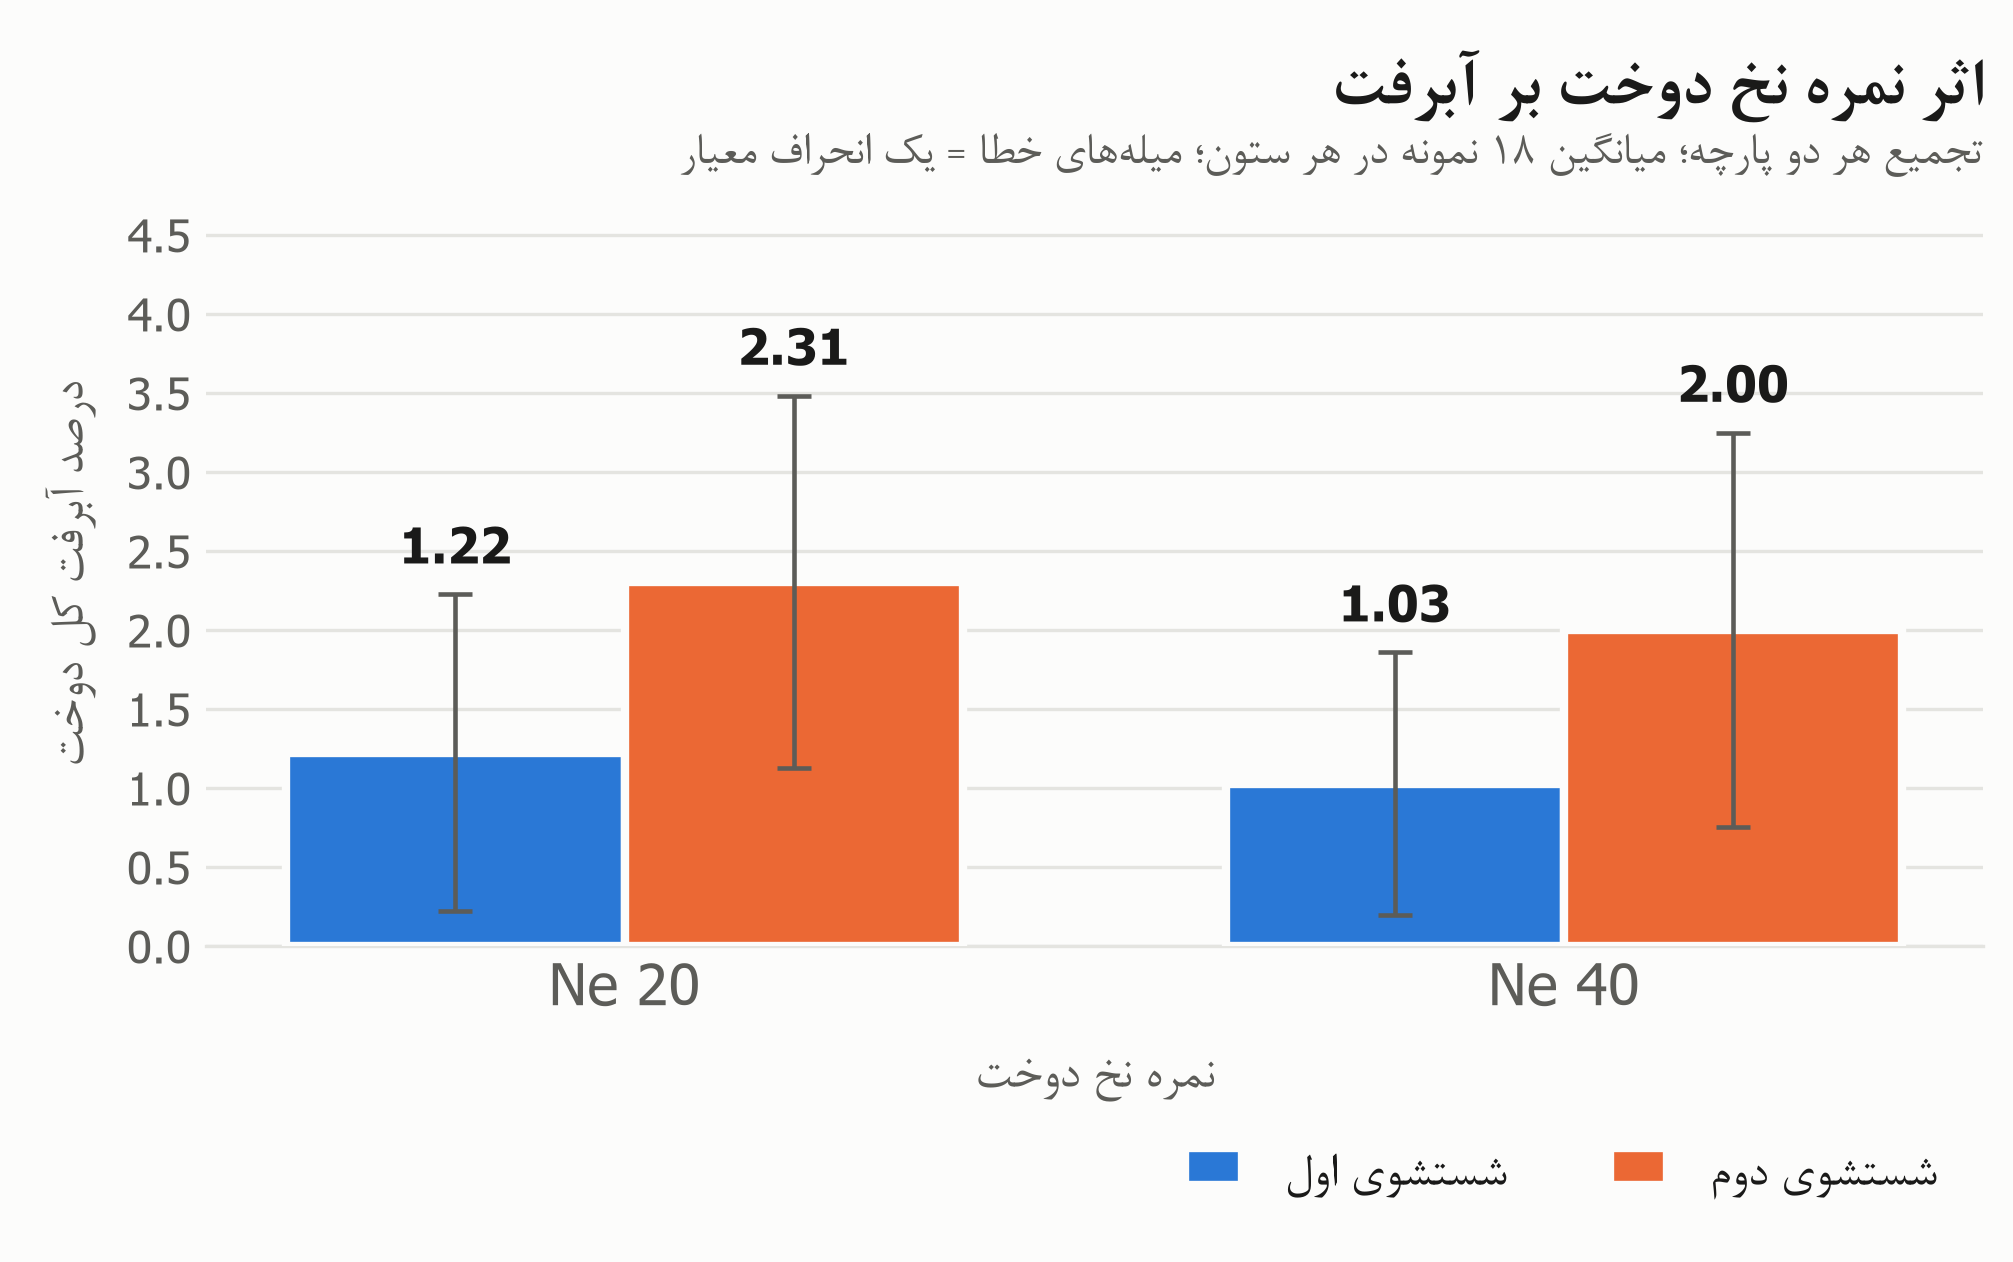 اثر نمره نخ دوخت بر آبرفت
تجمیع هر دو پارچه؛ میانگین ۱۸ نمونه در هر ستون؛ میله‌های خطا = یک انحراف معیار
درصد آبرفت کل دوخت
4.5
4.0
3.5
3.0
2.5
2.0
1.5
1.0
0.5
0.0
1.22
2.31
1.03
2.00
Ne 20
Ne 40
نمره نخ دوخت
شستشوی اول
شستشوی دوم